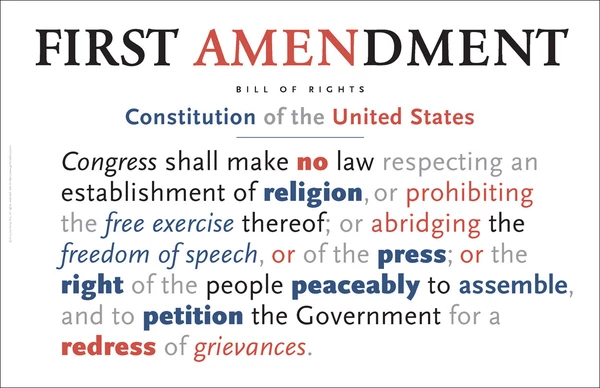 FIRST AMENDMENT
BILL OF RIGHTS
Constitution of the United States
Congress shall make no law respecting an
establishment of religion, or prohibiting
the free exercise thereof; or abridging the
freedom of speech, or of the press; or the
right of the people peaceably to assemble,
and to petition the Government for a
redress of grievances.